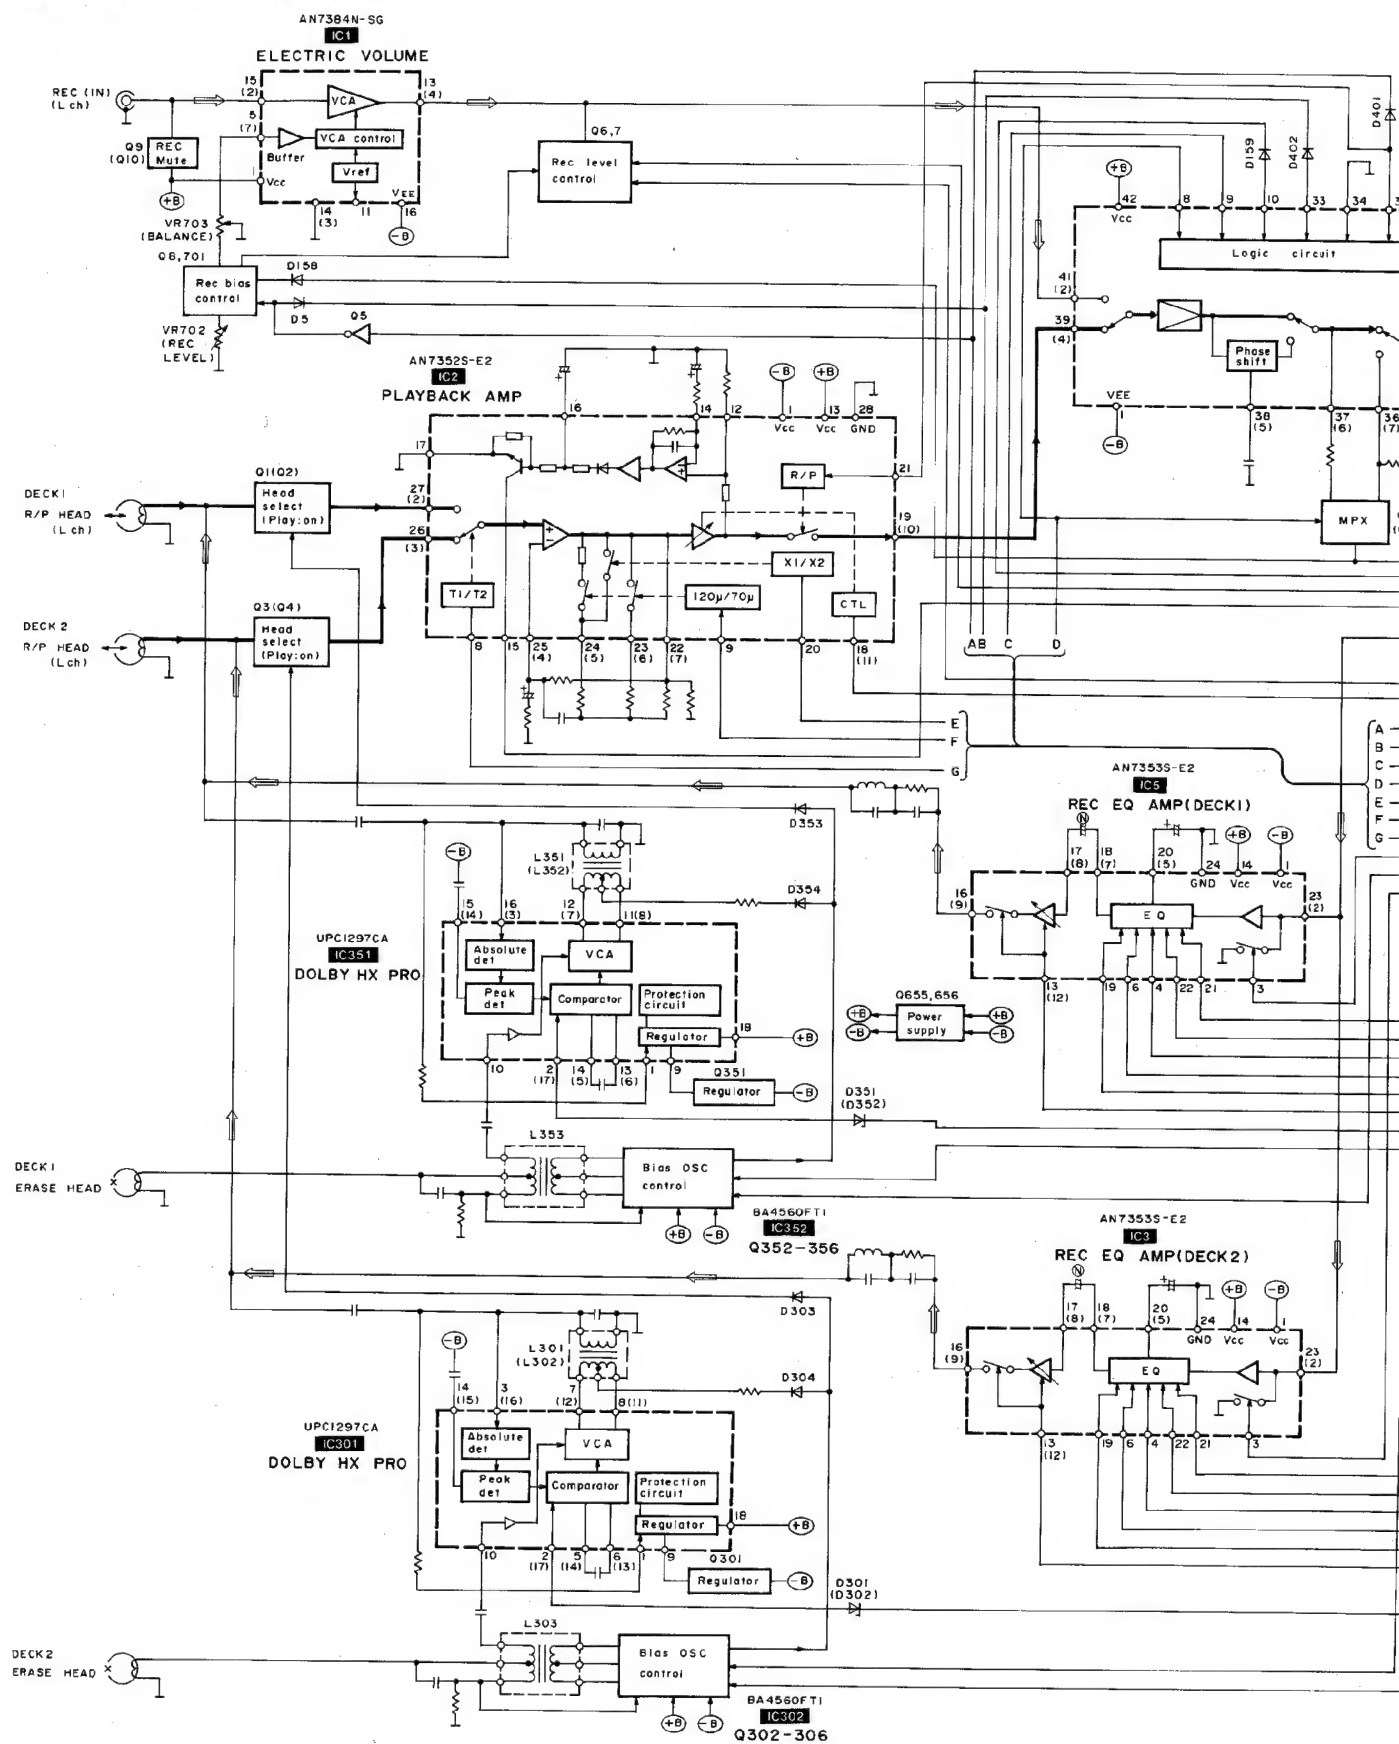 AN7384N-SG
IC1
ELECTRIC VOLUME
REC (IN)
(L ch)
15
(2)
13
(4)
VCA
5
(7)
Buffer
VCA control
Vref
Q9
(Q10)
REC
Mute
1
Vcc
+B
VEE
14
(3)
11
16
-B
VR703
(BALANCE)
Q8,701
Rec bias
control
VR702
(REC
LEVEL)
D158
D5
Q5
Q6,7
Rec level
control
D401
D159
D402
+B
42
Vcc
8
9
10
33
34
3
Logic circuit
41
(2)
39
(4)
Phase
shift
VEE
1
-B
38
(5)
37
(6)
36
(7)
MPX
AN7352S-E2
IC2
PLAYBACK AMP
16
14
12
-B
+B
1
Vcc
13
Vcc
28
GND
17
R/P
21
DECK1
R/P HEAD
(L ch)
Q1(Q2)
Head
select
(Play:on)
27
(2)
26
(3)
19
(10)
X1/X2
T1/T2
120μ/70μ
CTL
DECK 2
R/P HEAD
(L ch)
Q3(Q4)
Head
select
(Play:on)
8
15
25
(4)
24
(5)
23
(6)
22
(7)
9
20
18
(11)
A B C D
E
F
G
A
B
C
D
E
F
G
AN7353S-E2
IC5
REC EQ AMP(DECK1)
N
17
(8)
18
(7)
20
(5)
24
GND
+B
14
Vcc
-B
1
Vcc
16
(9)
EQ
23
(2)
13
(12)
19
6
4
22
21
3
D353
L351
(L352)
D354
-B
15
(14)
16
(3)
12
(7)
11(8)
UPC1297CA
IC351
DOLBY HX PRO
Absolute
det
VCA
Peak
det
Comparator
Protection
circuit
Regulator
18
+B
10
2
(17)
14
(5)
13
(6)
1
9
Q351
Regulator
-B
Q655,656
+B
-B
Power
supply
+B
-B
D351
(D352)
L353
DECK1
ERASE HEAD
Bias OSC
control
+B
-B
BA4560FT1
IC352
Q352-356
AN7353S-E2
IC3
REC EQ AMP(DECK2)
N
17
(8)
18
(7)
20
(5)
24
GND
+B
14
Vcc
-B
1
Vcc
16
(9)
EQ
23
(2)
13
(12)
19
6
4
22
21
3
D303
L301
(L302)
D304
-B
14
(15)
3
(16)
7
(12)
8(11)
UPC1297CA
IC301
DOLBY HX PRO
Absolute
det
VCA
Peak
det
Comparator
Protection
circuit
Regulator
18
+B
10
2
(17)
5
(14)
6
(13)
1
9
Q301
Regulator
-B
D301
(D302)
L303
DECK2
ERASE HEAD
Bias OSC
control
+B
-B
BA4560FT1
IC302
Q302-306